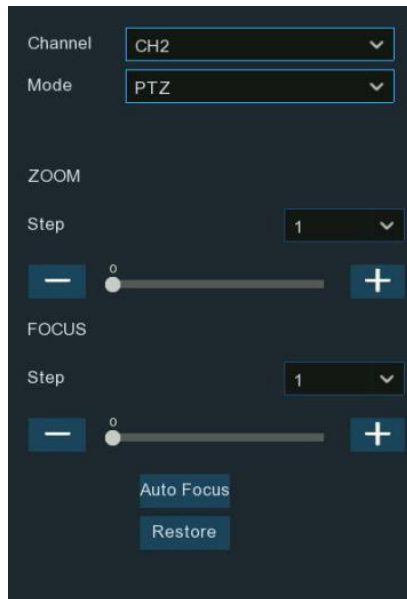 Channel CH2
Mode PTZ
ZOOM
Step 1
0
FOCUS
Step 1
0
Auto Focus
Restore